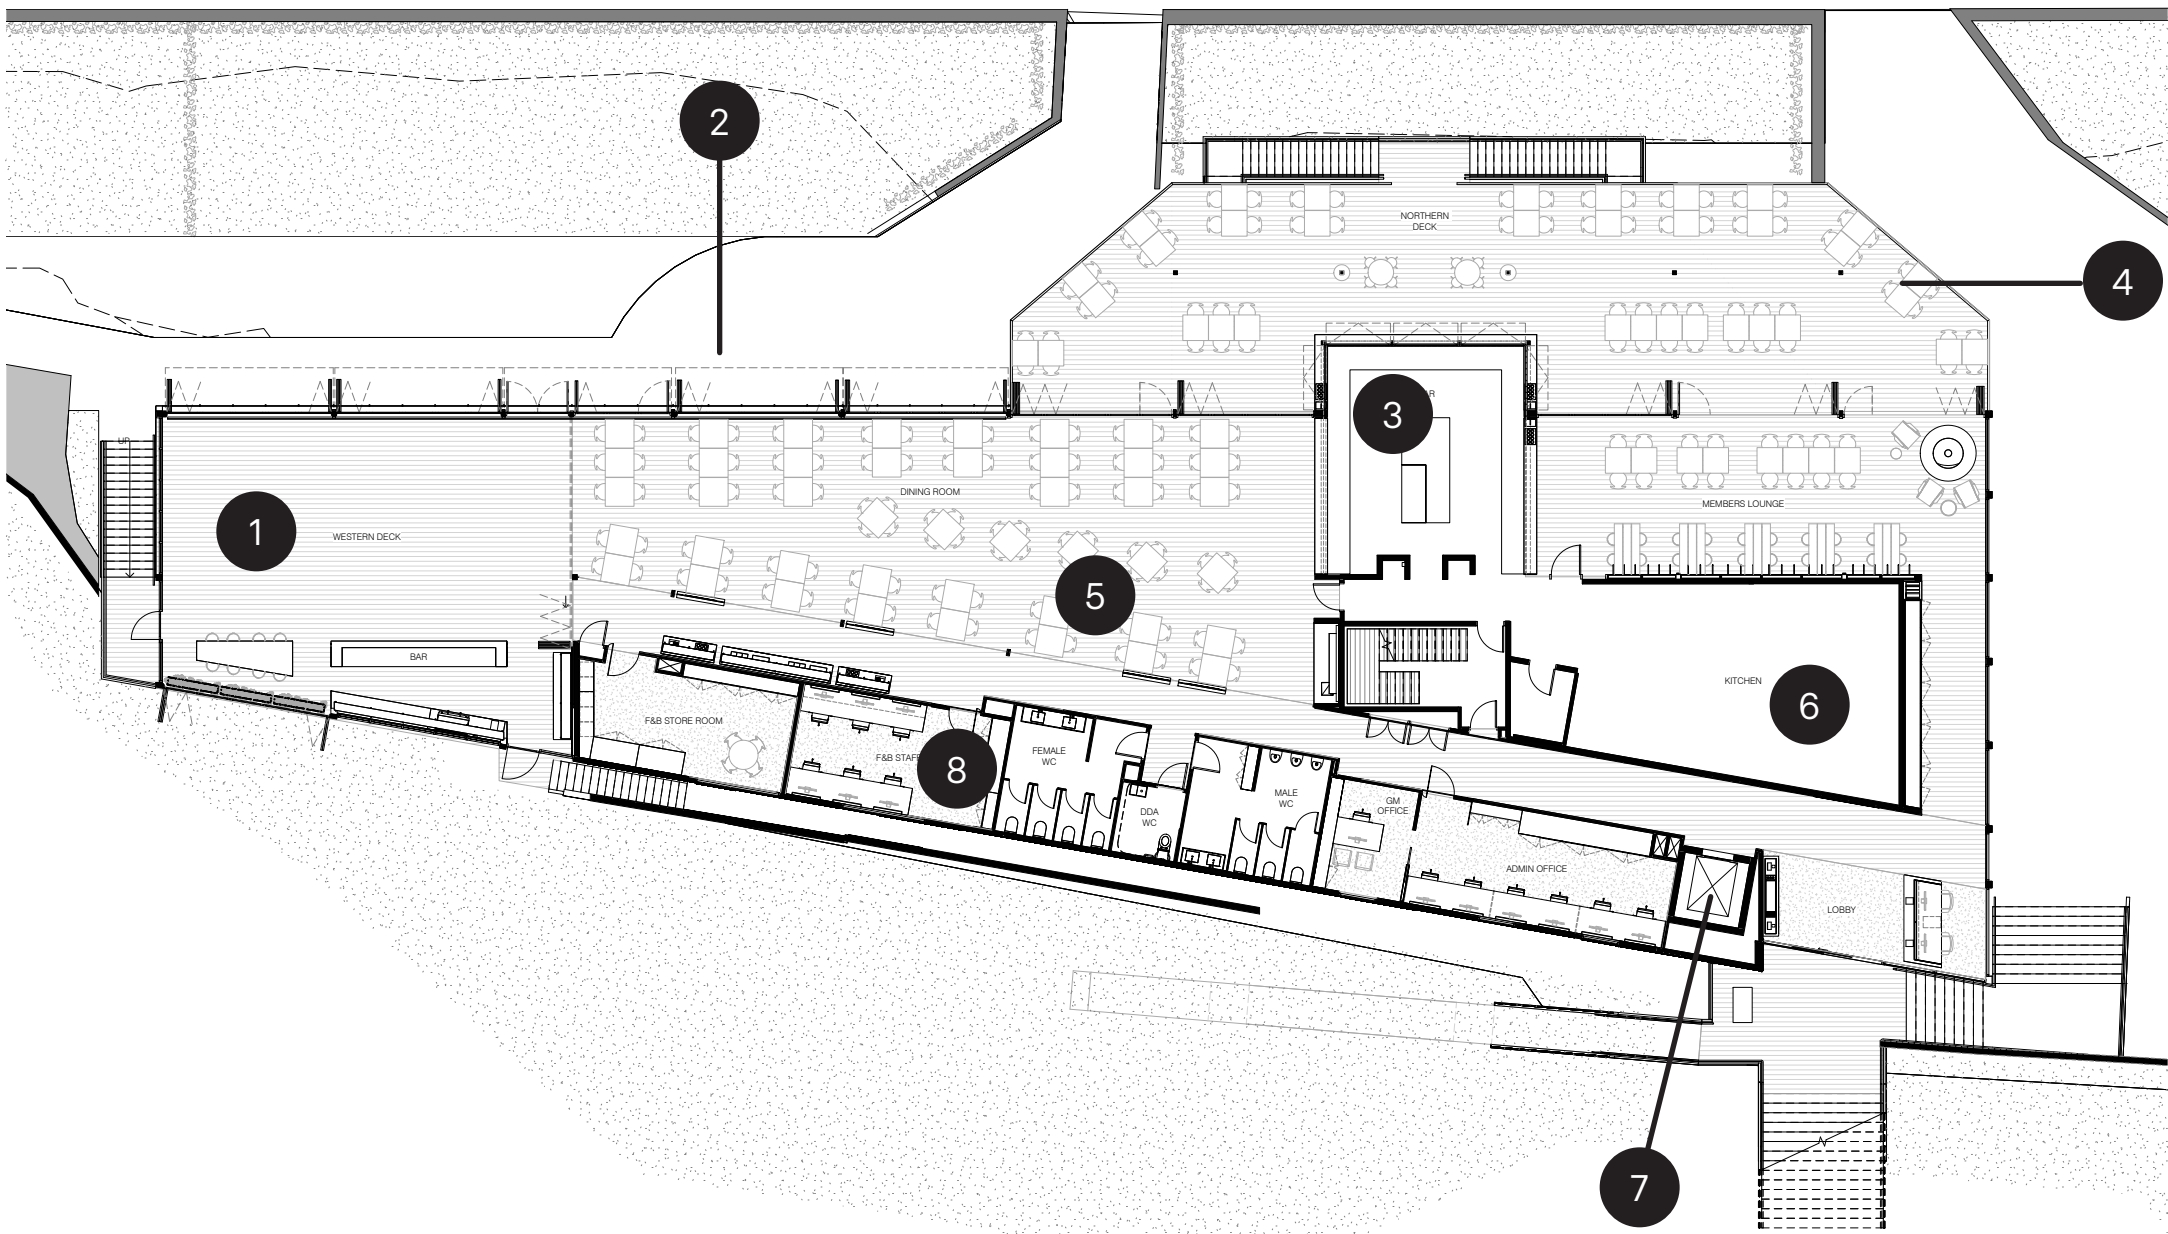 2
NORTHERN
DECK
4
3
UP
DINING ROOM
MEMBERS LOUNGE
1
WESTERN DECK
5
BAR
KITCHEN
6
F&B STORE ROOM
8
FEMALE
WC
MALE
WC
DDA
WC
GM
OFFICE
ADMIN OFFICE
LOBBY
7